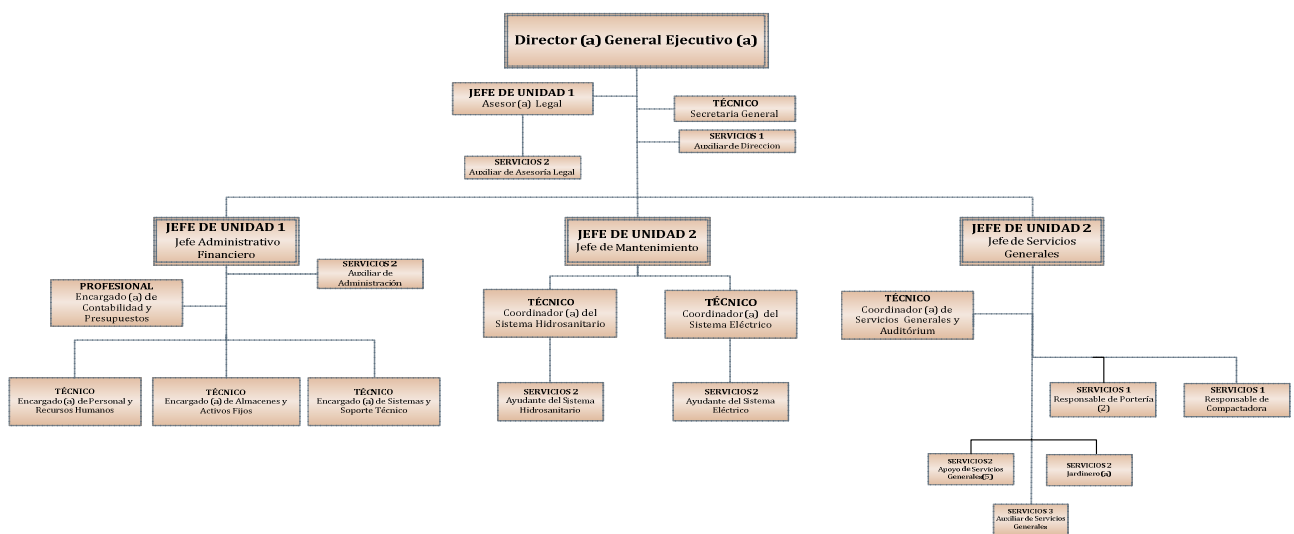 Director (a) General Ejecutivo (a)
JEFE DE UNIDAD 1
Asesor(a) Legal
TÉCNICO
Secretaria General
SERVICIOS 1
Auxiliar de Direccion
SERVICIOS 2
Auxiliar de Asesoría Legal
JEFE DE UNIDAD 1
Jefe Administrativo
Financiero
JEFE DE UNIDAD 2
Jefe de Mantenimiento
JEFE DE UNIDAD 2
Jefe de Servicios
Generales
SERVICIOS 2
Auxiliar de
Administración
PROFESIONAL
Encargado (a) de
Contabilidad y
Presupuestos
TÉCNICO
Coordinador (a) del
Sistema Hidrosanitario
TÉCNICO
Coordinador (a) del
Sistema Eléctrico
TÉCNICO
Coordinador (a) de
Servicios Generales y
Auditórium
TÉCNICO
Encargado(a) de Personal y
Recursos Humanos
TÉCNICO
Encargado (a) de Almacenes y
Activos Fijos
TÉCNICO
Encargado (a) de Sistemas y
Soporte Técnico
SERVICIOS 2
Ayudante del Sistema
Hidrosanitario
SERVICIOS 2
Ayudante del Sistema
Eléctrico
SERVICIOS 1
Responsable de Portería
(2)
SERVICIOS 1
Responsable de
Compactadora
SERVICIOS 2
Apoyo de Servicios
Generales(5)
SERVICIOS 2
Jardinero(a)
SERVICIOS 3
Auxiliar de Servicios
Generales